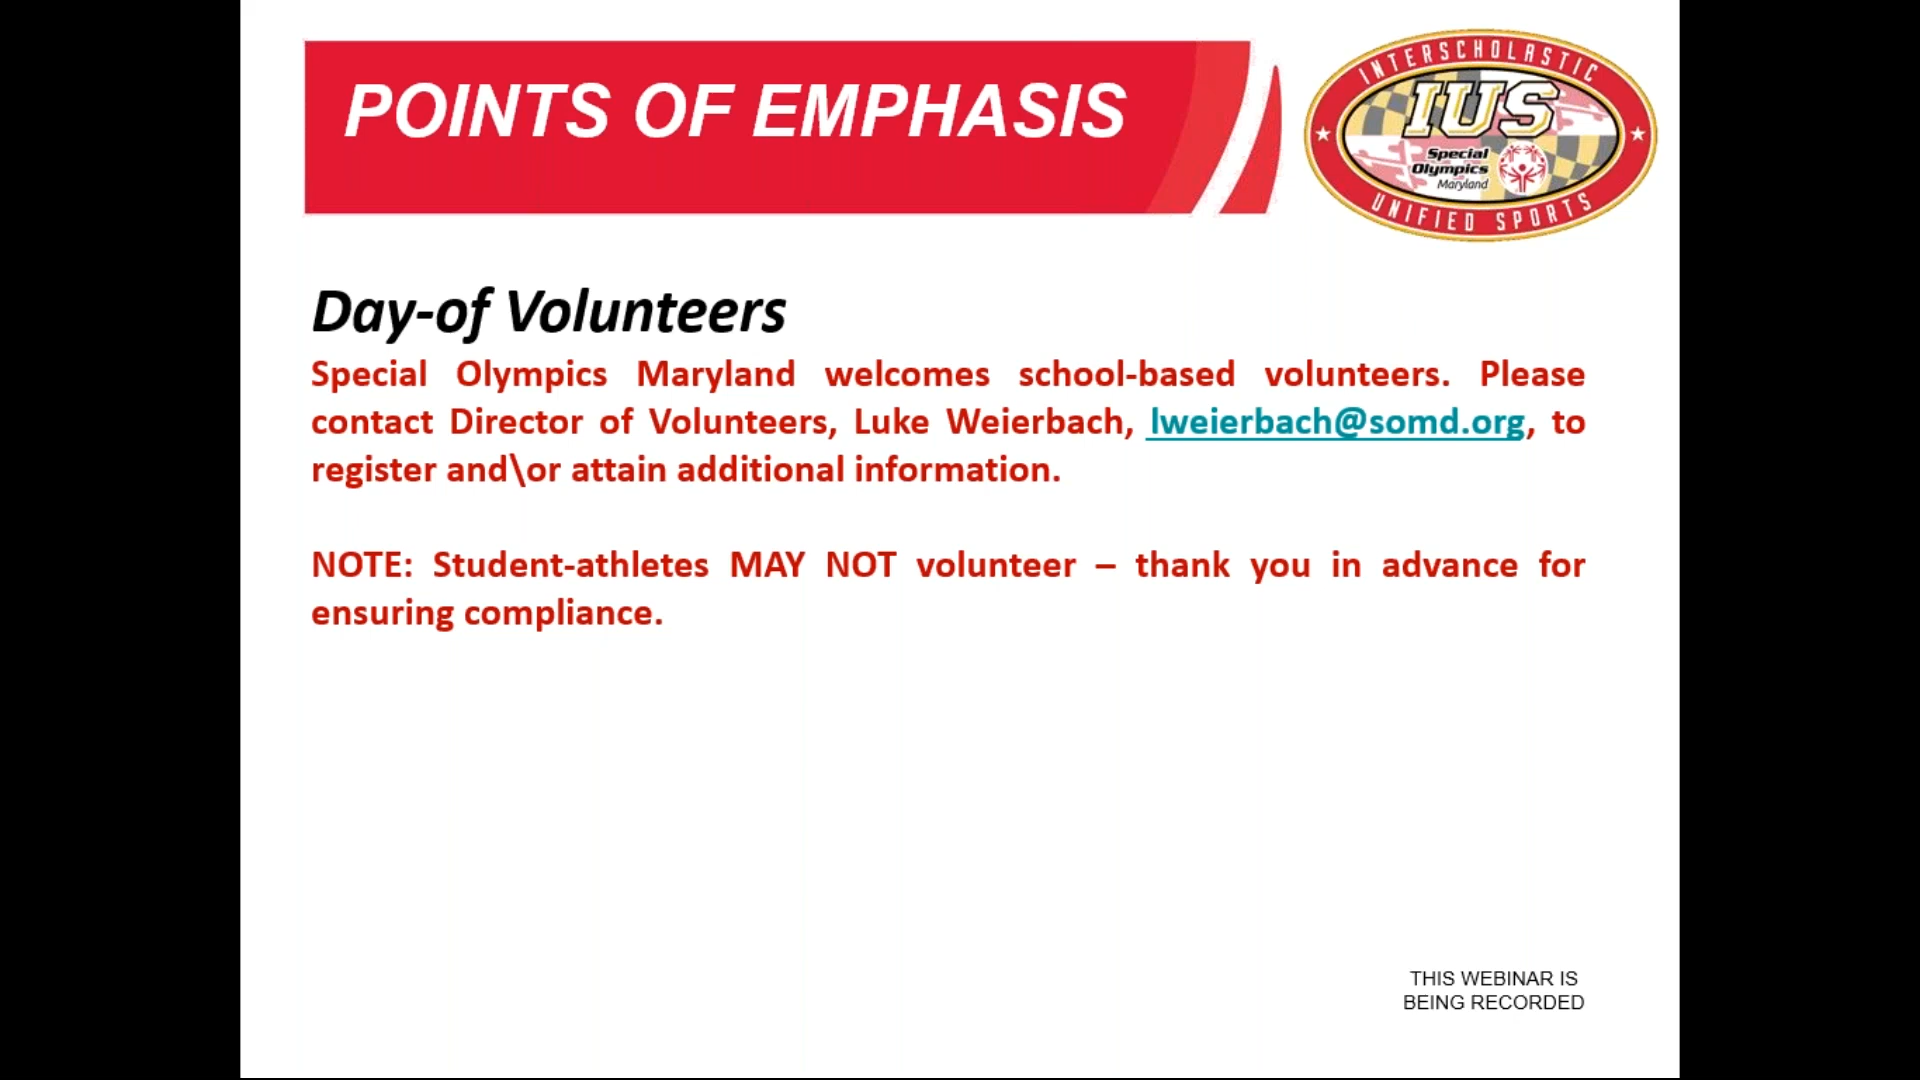 POINTS OF EMPHASIS
INTERSCHOLASTIC
IUS
Special
Olympics
Maryland
UNIFIED SPORTS
Day-of Volunteers
Special Olympics Maryland welcomes school-based volunteers. Please
contact Director of Volunteers, Luke Weierbach, lweierbach@somd.org, to
register and\or attain additional information.
NOTE: Student-athletes MAY NOT volunteer – thank you in advance for
ensuring compliance.
THIS WEBINAR IS
BEING RECORDED